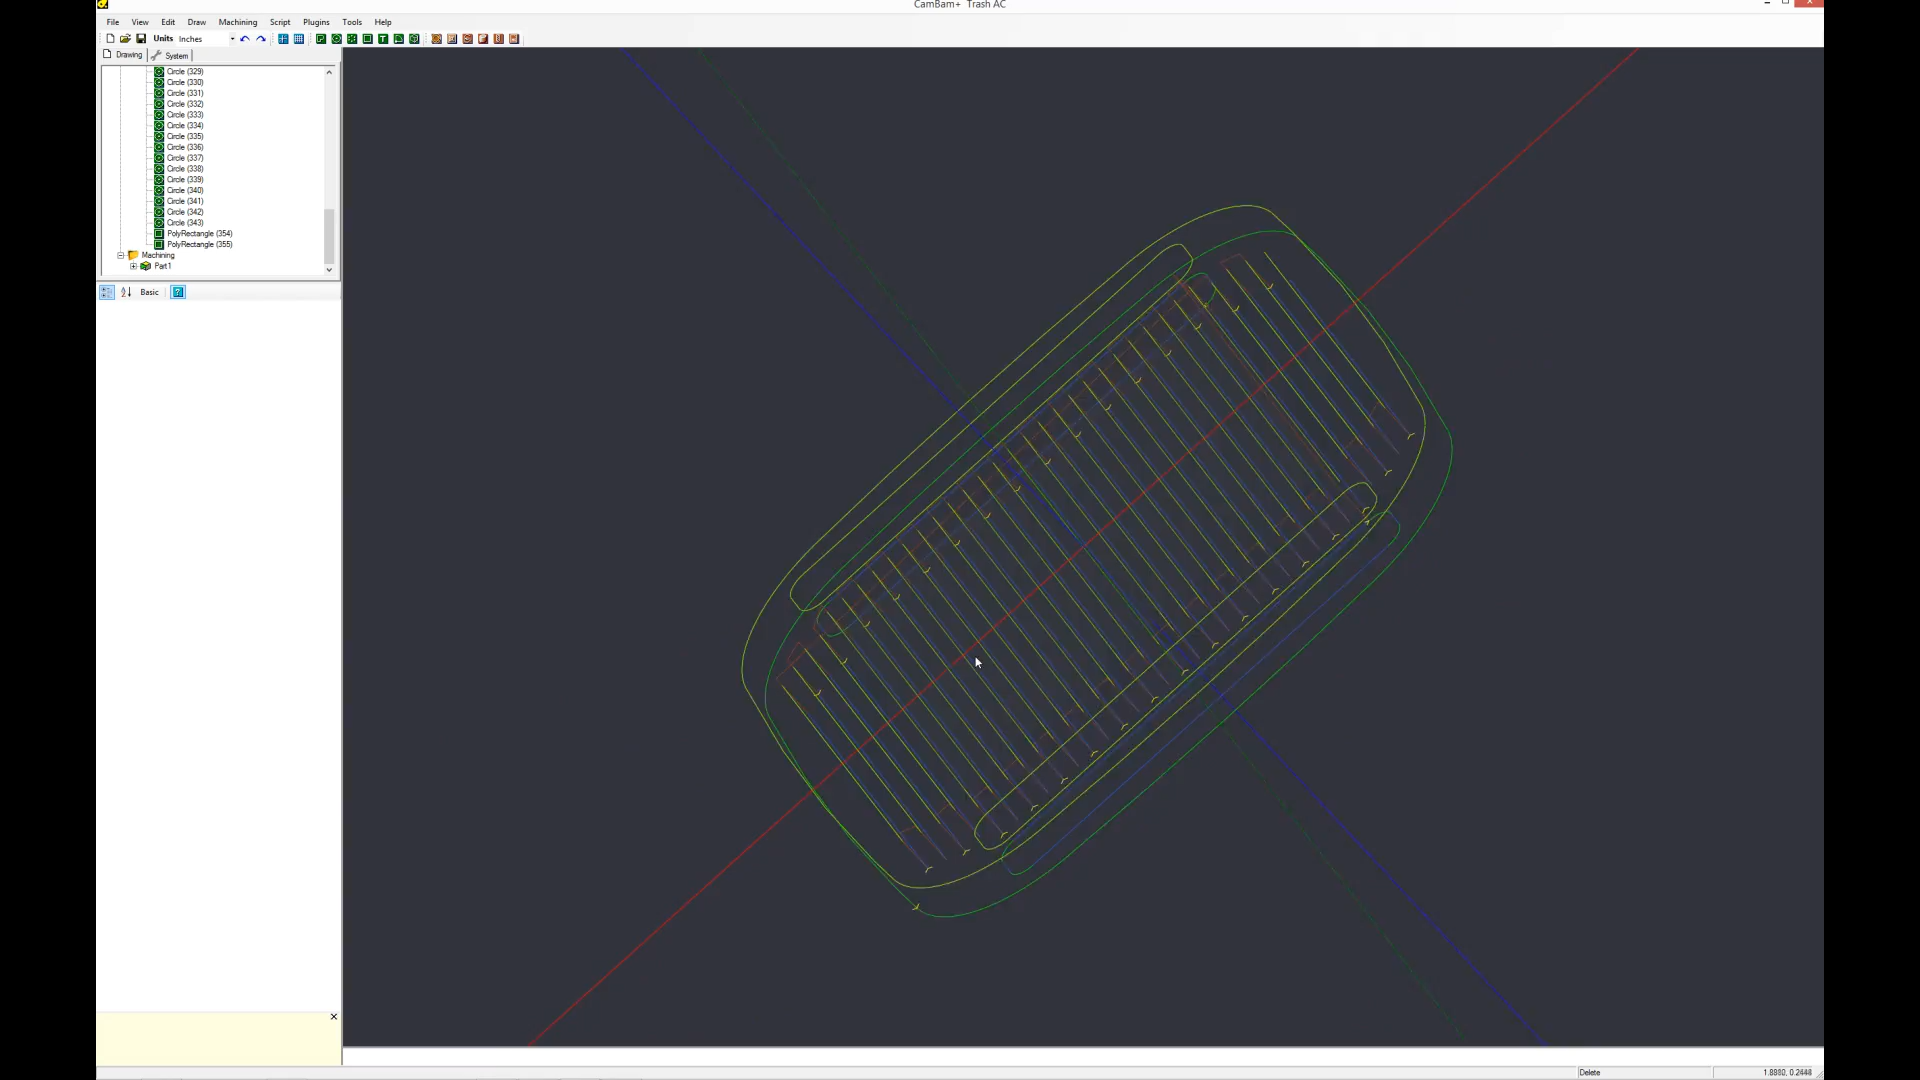 CamBam+ Trash AC
File View Edit Draw Machining Script Plugins Tools Help
Units Inches
Drawing System
Circle (329)
Circle (330)
Circle (331)
Circle (332)
Circle (333)
Circle (334)
Circle (335)
Circle (336)
Circle (337)
Circle (338)
Circle (339)
Circle (340)
Circle (341)
Circle (342)
Circle (343)
PolyRectangle (354)
PolyRectangle (355)
Machining
Part1
Basic
Delete 1.8880, 0.2448